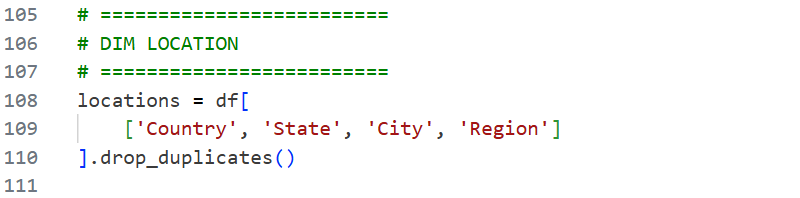 105 # =========================
106 # DIM LOCATION
107 # =========================
108 locations = df[
109     ['Country', 'State', 'City', 'Region']
110 ].drop_duplicates()
111